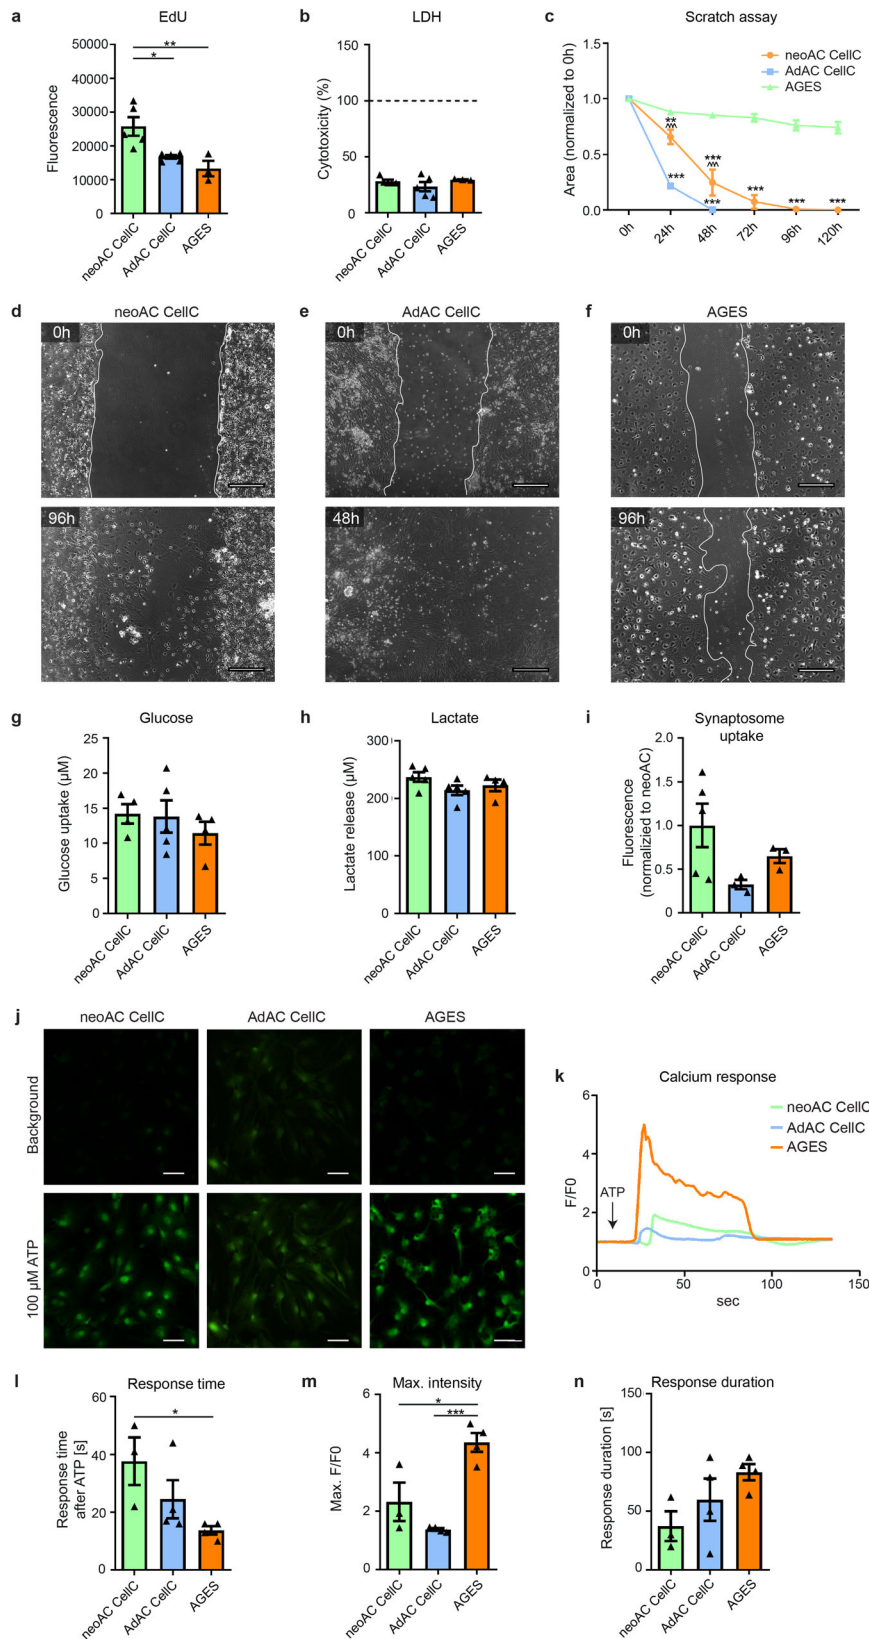 a
EdU
Fluorescence
50000
40000
30000
20000
10000
0
**
*
neoAC CellC
AdAC CellC
AGES
b
LDH
Cytotoxicity (%)
150
100
50
0
neoAC CellC
AdAC CellC
AGES
c
Scratch assay
Area (normalized to 0h)
1.5
1.0
0.5
0.0
neoAC CellC
AdAC CellC
AGES
**
^^^
***
***
^^^
***
***
***
***
0h
24h
48h
72h
96h
120h
d
neoAC CellC
0h
96h
e
AdAC CellC
0h
48h
f
AGES
0h
96h
g
Glucose
Glucose uptake (µM)
25
20
15
10
5
0
neoAC CellC
AdAC CellC
AGES
h
Lactate
Lactate release (µM)
300
200
100
0
neoAC CellC
AdAC CellC
AGES
i
Synaptosome
uptake
Fluorescence
(normalizied to neoAC)
2.0
1.5
1.0
0.5
0
neoAC CellC
AdAC CellC
AGES
j
neoAC CellC
AdAC CellC
AGES
Background
100 µM ATP
k
Calcium response
F/F0
6
4
2
0
ATP
neoAC CellC
AdAC CellC
AGES
0
50
100
150
sec
l
Response time
Response time
after ATP [s]
60
40
20
0
*
neoAC CellC
AdAC CellC
AGES
m
Max. intensity
Max. F/F0
6
4
2
0
*
***
neoAC CellC
AdAC CellC
AGES
n
Response duration
Response duration [s]
150
100
50
0
neoAC CellC
AdAC CellC
AGES